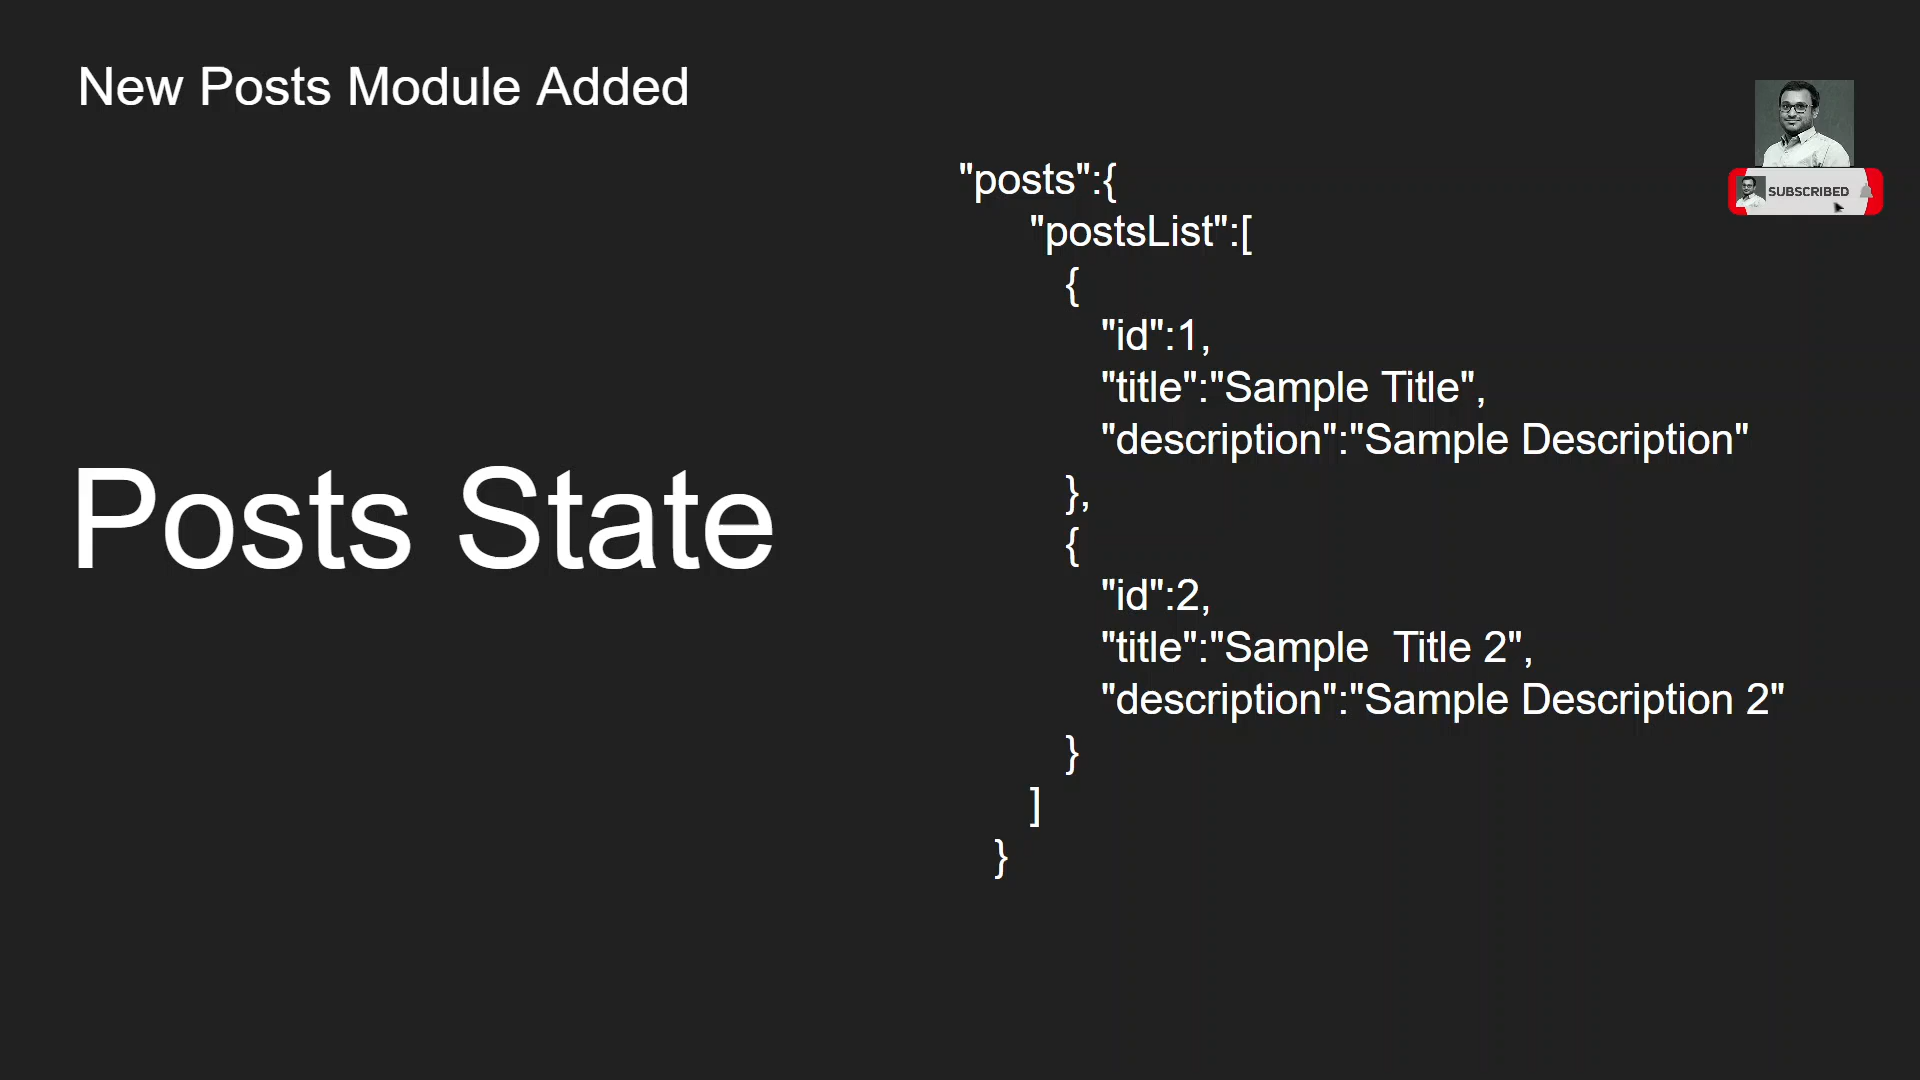 New Posts Module Added
SUBSCRIBED
Posts State
"posts":{
"postsList":[
{
"id":1,
"title":"Sample Title",
"description":"Sample Description"
},
{
"id":2,
"title":"Sample  Title 2",
"description":"Sample Description 2"
}
]
}